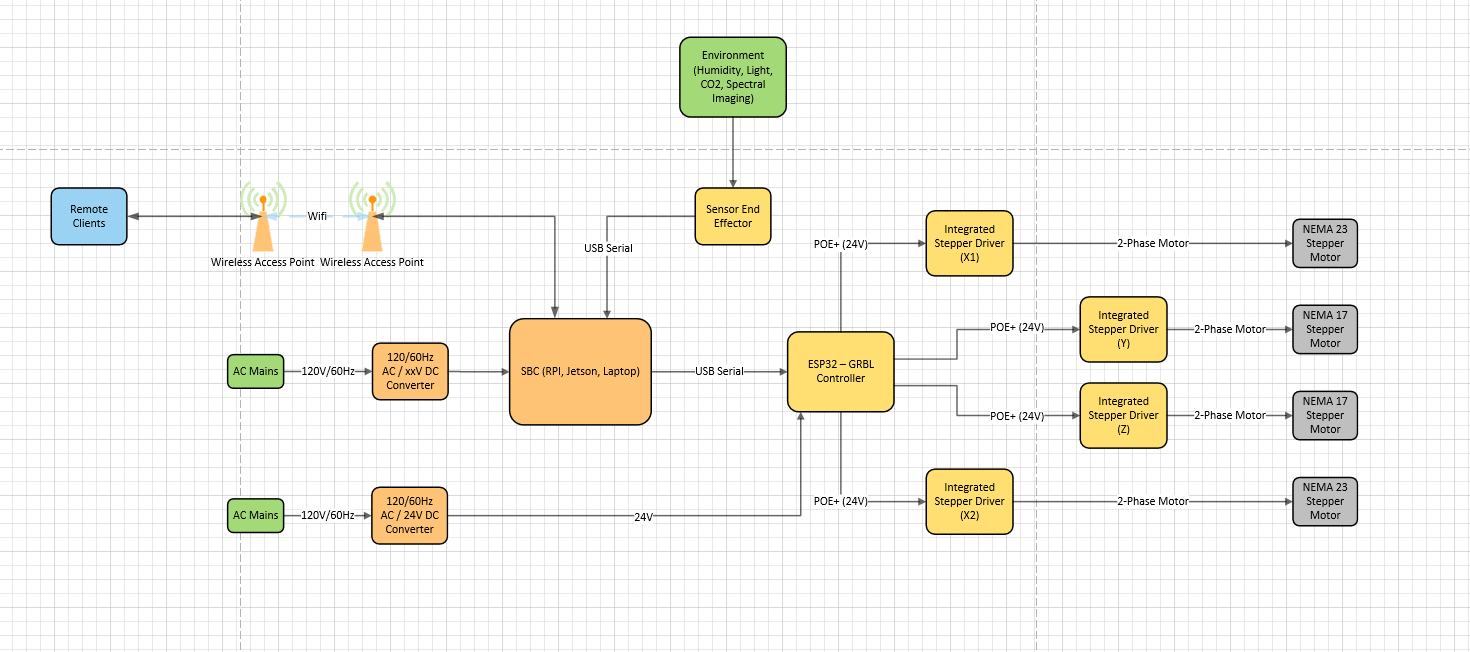 Environment
(Humidity, Light,
CO2, Spectral
Imaging)
Remote
Clients
Wifi
Wireless Access Point
Wireless Access Point
Sensor End
Effector
USB Serial
POE+ (24V)
Integrated
Stepper Driver
(X1)
2-Phase Motor
NEMA 23
Stepper
Motor
POE+ (24V)
Integrated
Stepper Driver
(Y)
2-Phase Motor
NEMA 17
Stepper
Motor
AC Mains
120V/60Hz
120/60Hz
AC / xxV DC
Converter
SBC (RPI, Jetson, Laptop)
USB Serial
ESP32 – GRBL
Controller
POE+ (24V)
Integrated
Stepper Driver
(Z)
2-Phase Motor
NEMA 17
Stepper
Motor
AC Mains
120V/60Hz
120/60Hz
AC / 24V DC
Converter
24V
POE+ (24V)
Integrated
Stepper Driver
(X2)
2-Phase Motor
NEMA 23
Stepper
Motor